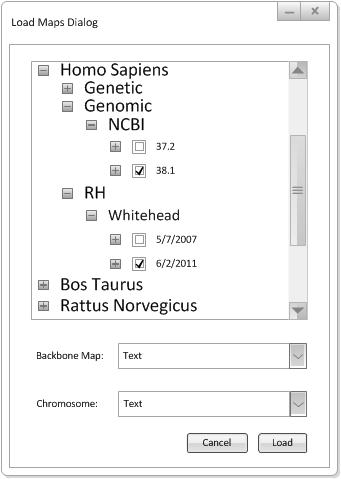 Load Maps Dialog
Homo Sapiens
Genetic
Genomic
NCBI
37.2
38.1
RH
Whitehead
5/7/2007
6/2/2011
Bos Taurus
Rattus Norvegicus
Backbone Map: Text
Chromosome: Text
Cancel Load